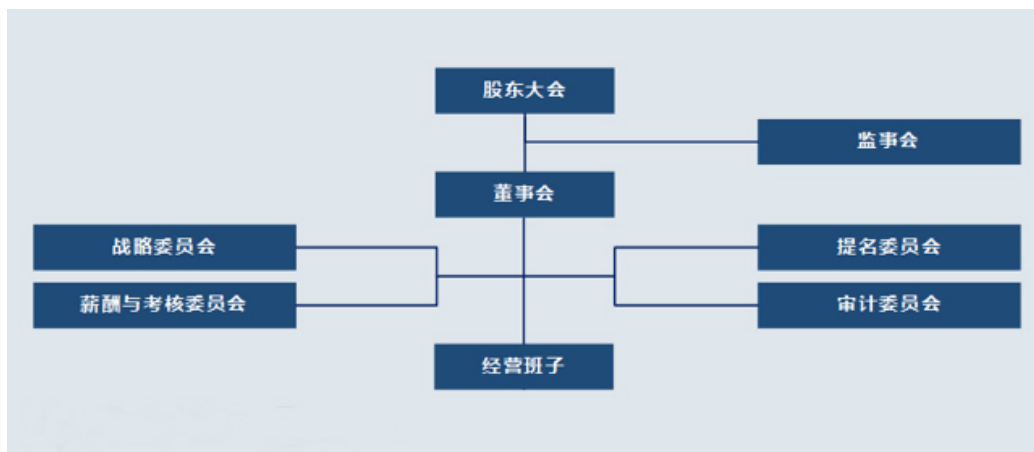 股东大会
监事会
董事会
战略委员会
提名委员会
薪酬与考核委员会
审计委员会
经营班子